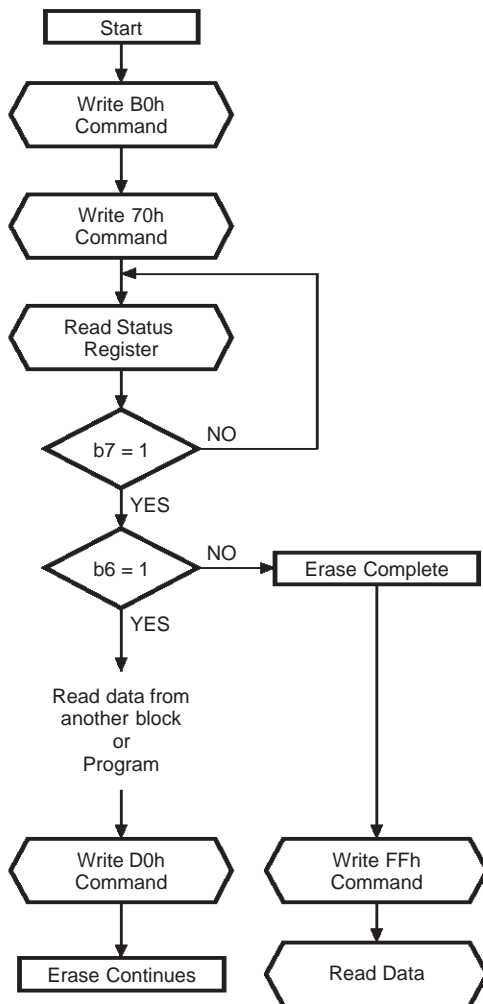 Start
Write B0h
Command
Write 70h
Command
Read Status
Register
b7 = 1
NO
YES
b6 = 1
NO
Erase Complete
YES
Read data from
another block
or
Program
Write D0h
Command
Write FFh
Command
Erase Continues
Read Data